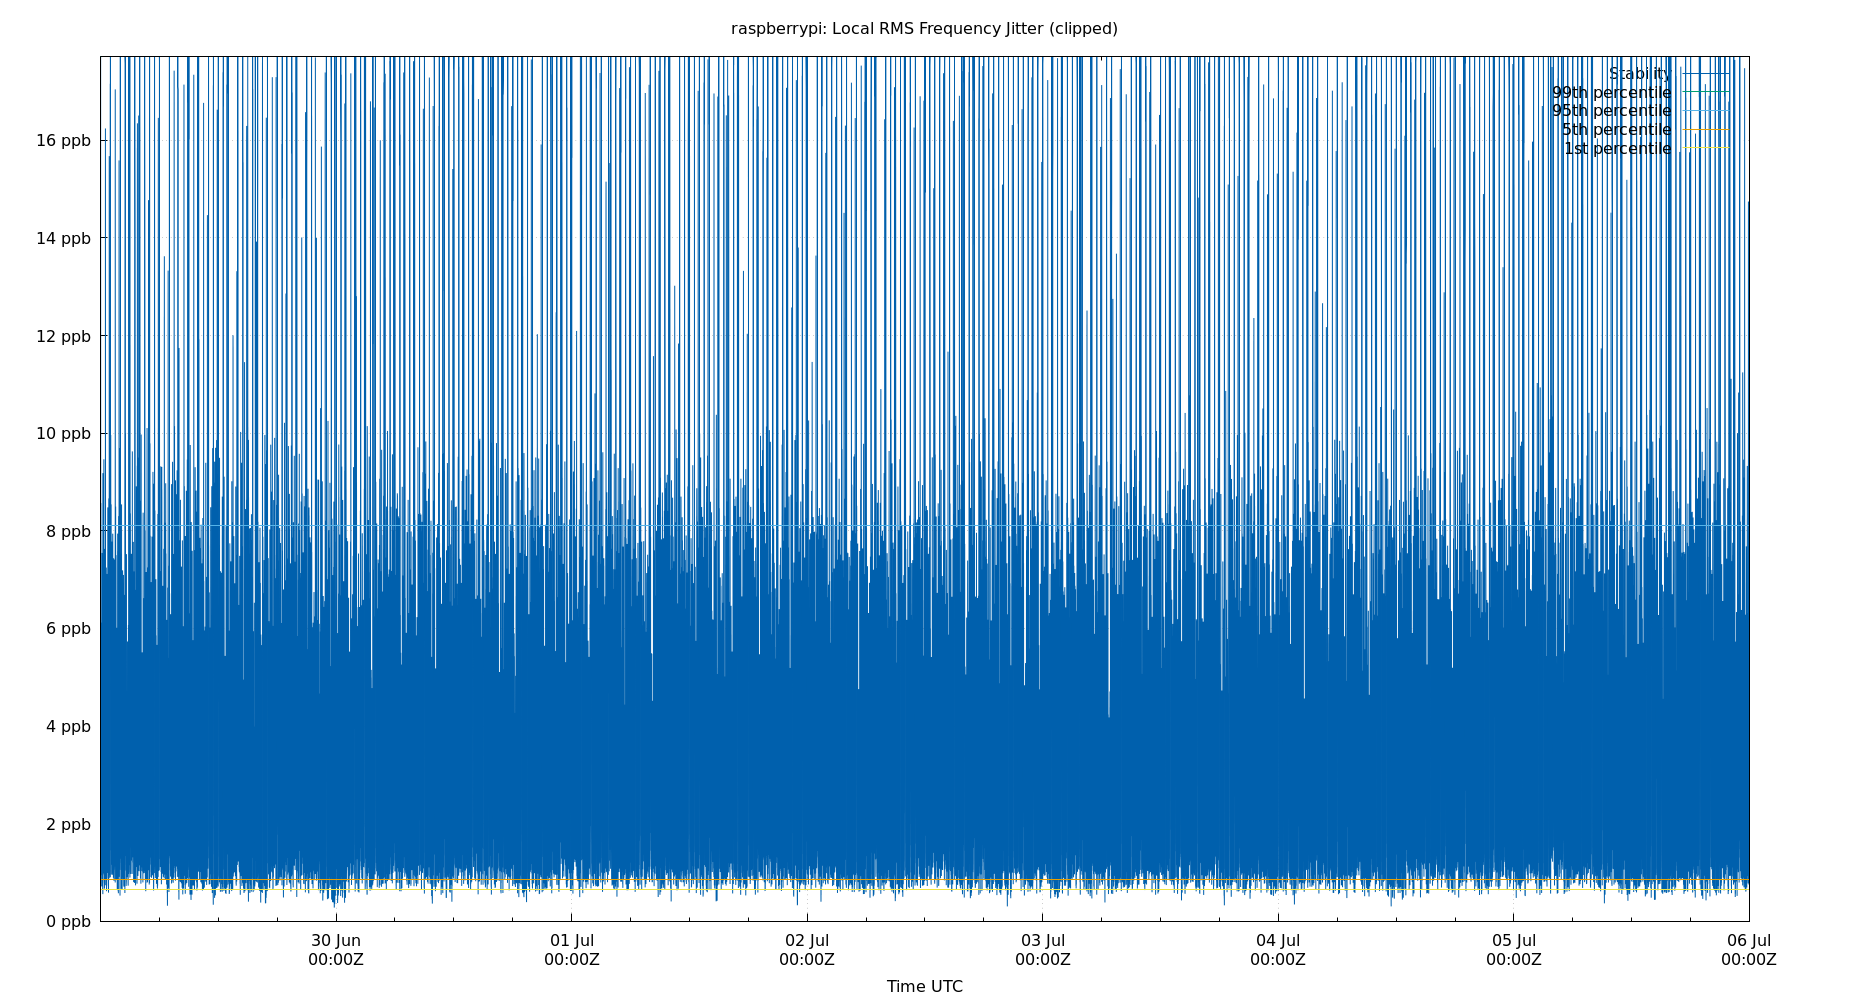 raspberrypi: Local RMS Frequency Jitter (clipped)
Stability
99th percentile
95th percentile
5th percentile
1st percentile
16 ppb
14 ppb
12 ppb
10 ppb
8 ppb
6 ppb
4 ppb
2 ppb
0 ppb
30 Jun 01 Jul 02 Jul 03 Jul 04 Jul 05 Jul 06 Jul
00:00Z 00:00Z 00:00Z 00:00Z 00:00Z 00:00Z 00:00Z
Time UTC